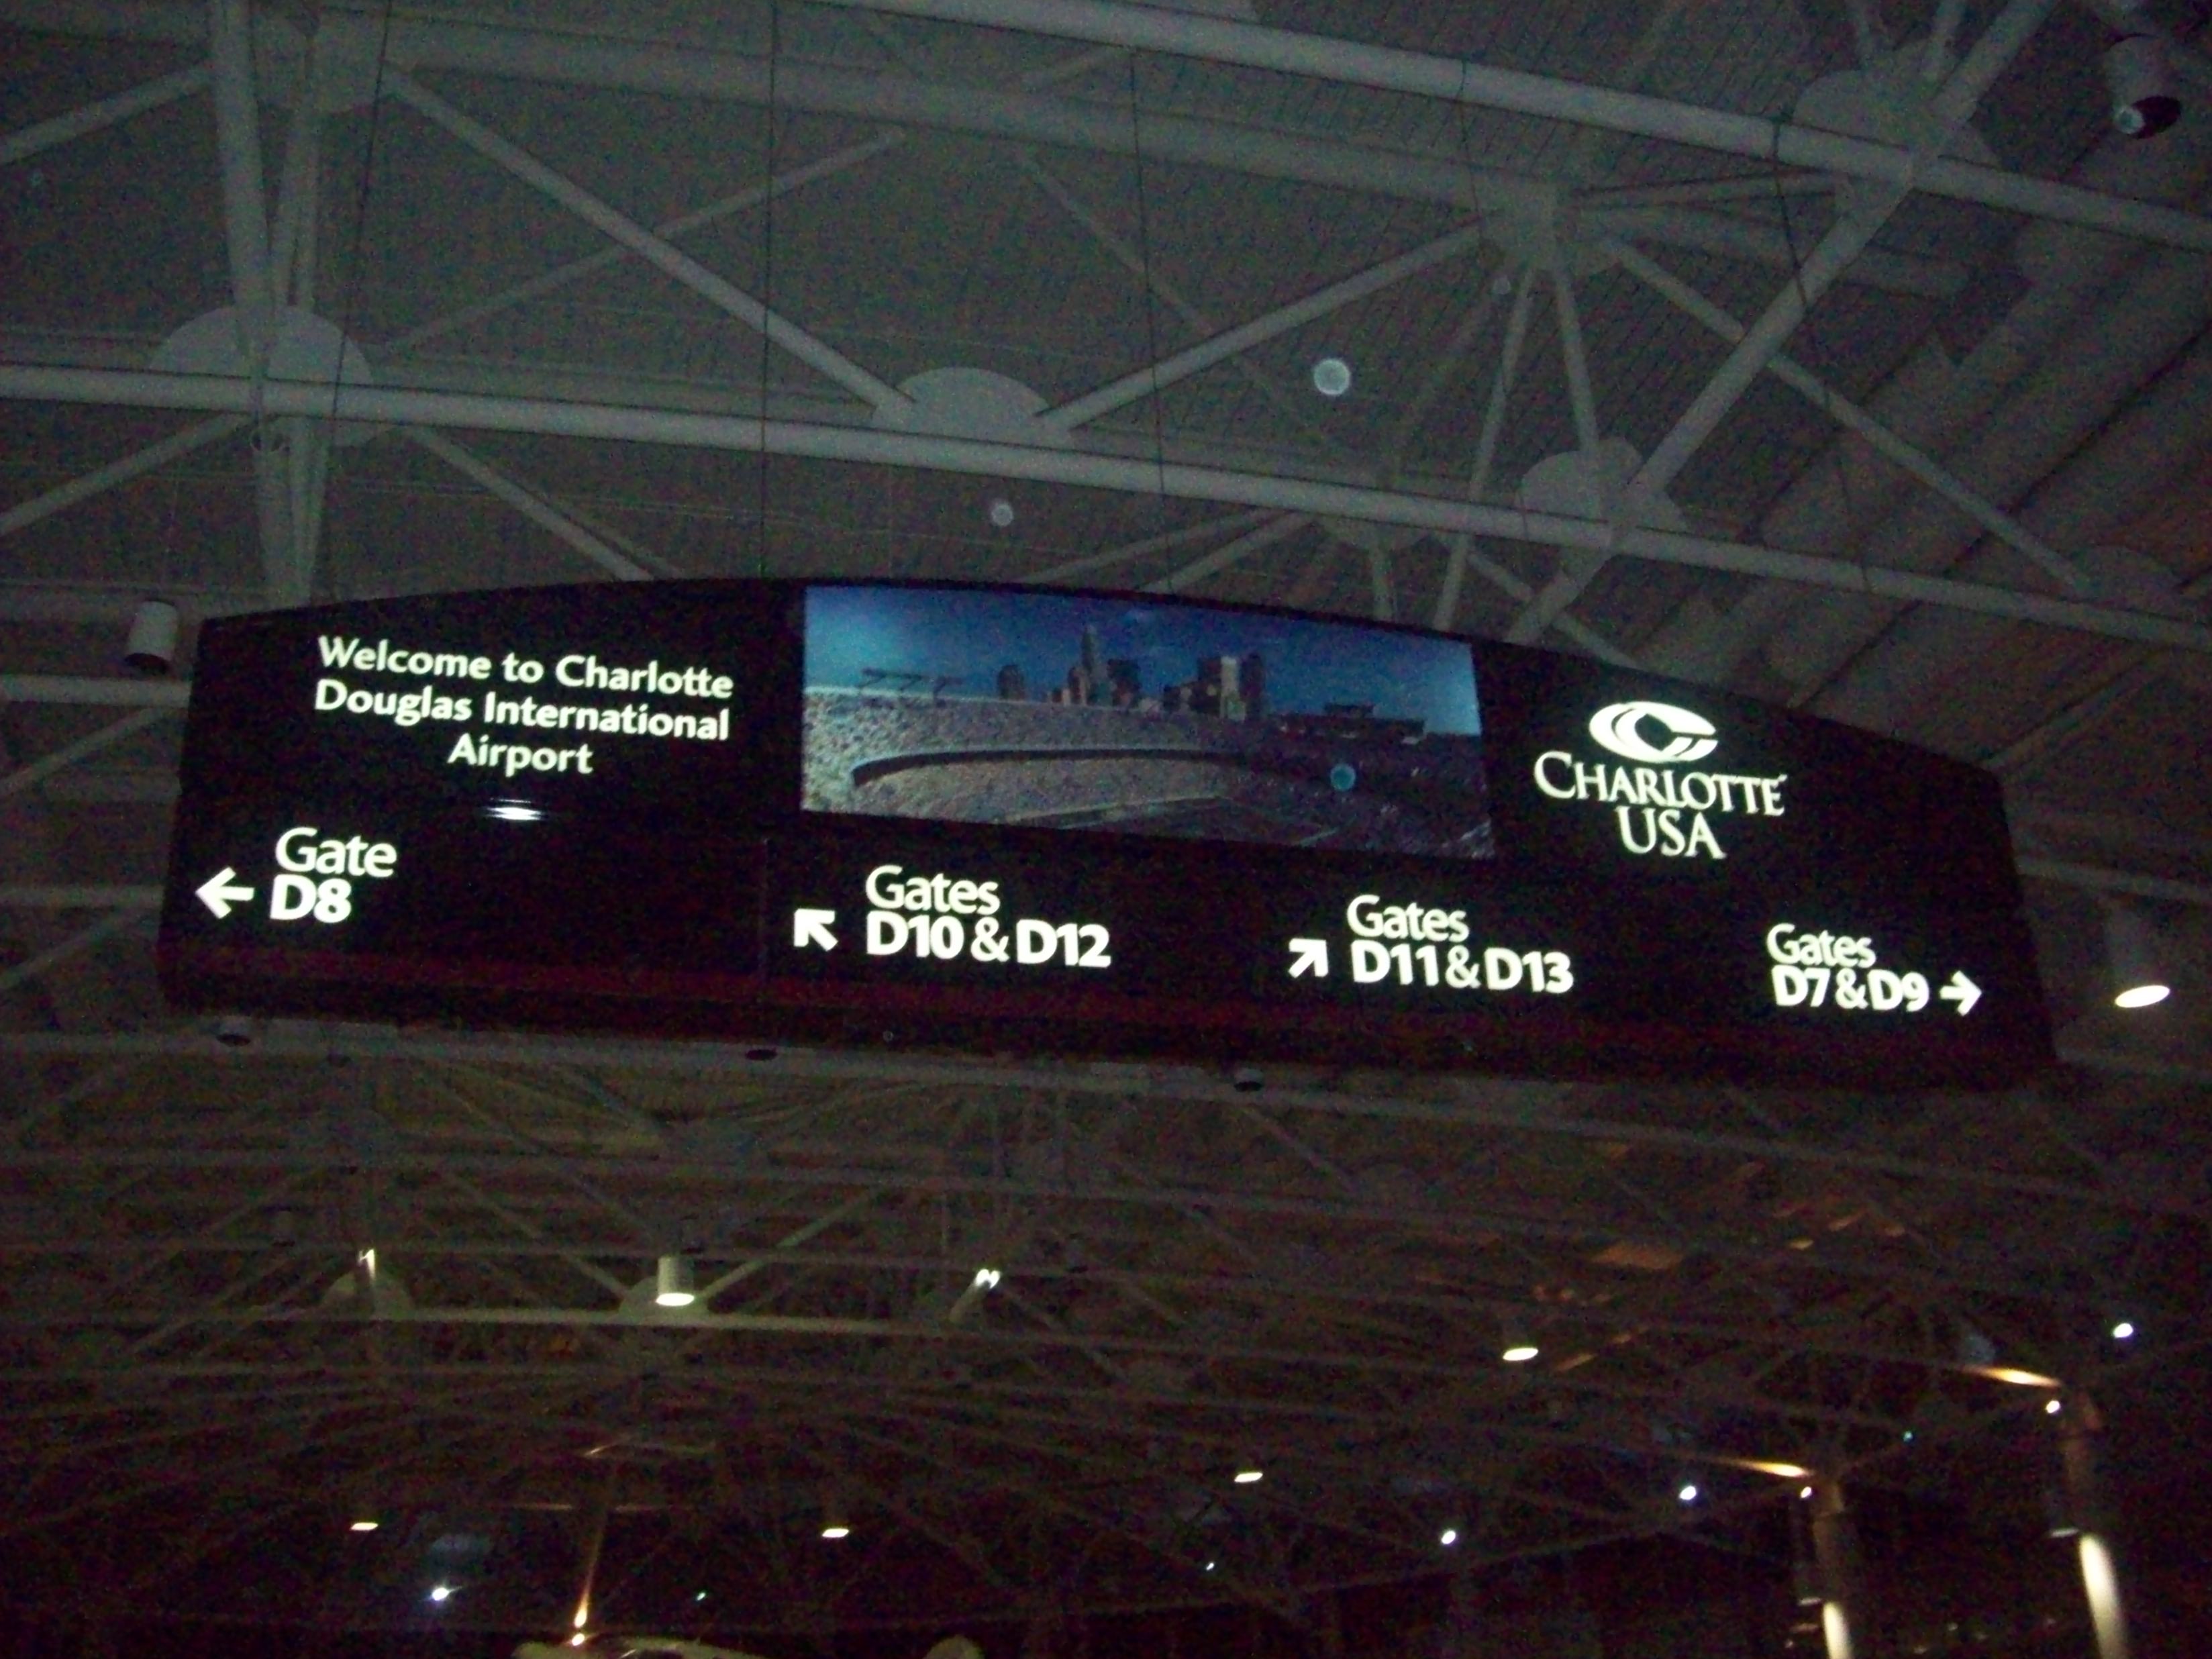 Welcome to Charlotte
Douglas International
Airport
CHARLOTTE
USA
Gate
D8
Gates
D10 & D12
Gates
D11 & D13
Gates
D7 & D9